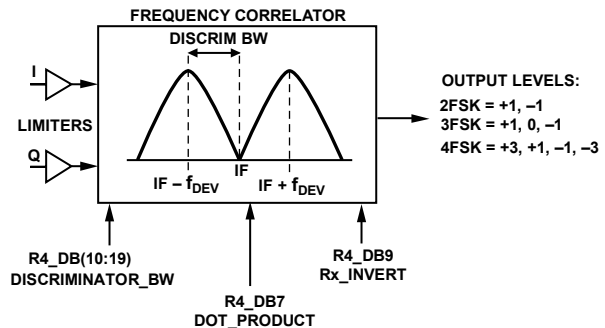 FREQUENCY CORRELATOR
DISCRIM BW
I
LIMITERS
Q
IF
IF – fDEV
IF + fDEV
OUTPUT LEVELS:
2FSK = +1, –1
3FSK = +1, 0, –1
4FSK = +3, +1, –1, –3
R4_DB(10:19)
DISCRIMINATOR_BW
R4_DB7
DOT_PRODUCT
R4_DB9
Rx_INVERT